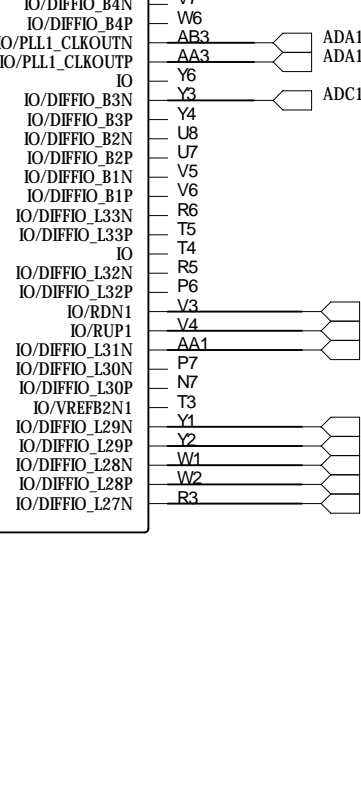 IO/DIFFIO_B4N V7
IO/DIFFIO_B4P W6
IO/PLL1_CLKOUTN AB3 ADA1
IO/PLL1_CLKOUTP AA3 ADA1
IO Y6
IO/DIFFIO_B3N Y3 ADC1
IO/DIFFIO_B3P Y4
IO/DIFFIO_B2N U8
IO/DIFFIO_B2P U7
IO/DIFFIO_B1N V5
IO/DIFFIO_B1P V6
IO/DIFFIO_L33N R6
IO/DIFFIO_L33P T5
IO T4
IO/DIFFIO_L32N R5
IO/DIFFIO_L32P P6
IO/RDN1 V3
IO/RUP1 V4
IO/DIFFIO_L31N AA1
IO/DIFFIO_L30N P7
IO/DIFFIO_L30P N7
IO/VREFB2N1 T3
IO/DIFFIO_L29N Y1
IO/DIFFIO_L29P Y2
IO/DIFFIO_L28N W1
IO/DIFFIO_L28P W2
IO/DIFFIO_L27N R3